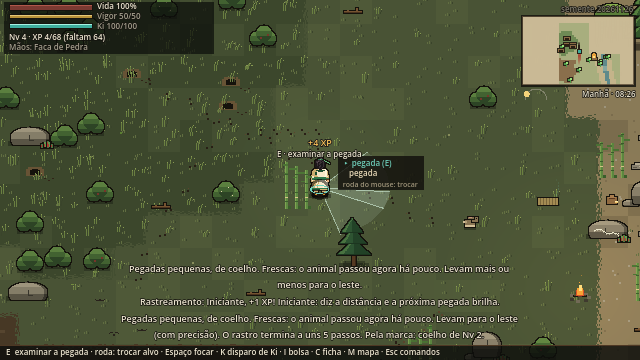 Vida 100%
Vigor 50/50
Ki 100/100
Nv 4 · XP 4/68 (faltam 64)
Mãos: Faca de Pedra
Manhã · 08:26
+4 XP
E · examinar a pegada
• pegada (E)
pegada
roda do mouse: trocar
Pegadas pequenas, de coelho. Frescas: o animal passou agora há pouco. Levam mais ou
menos para o leste.
Rastreamento: Iniciante, +1 XP! Iniciante: diz a distância e a próxima pegada brilha.
Pegadas pequenas, de coelho. Frescas: o animal passou agora há pouco. Levam para o leste
(com precisão). O rastro termina a uns 5 passos. Pela marca: coelho de Nv 2.
E examinar a pegada · roda: trocar alvo · Espaço focar · K disparo de Ki · I bolsa · C ficha · M mapa · Esc comandos